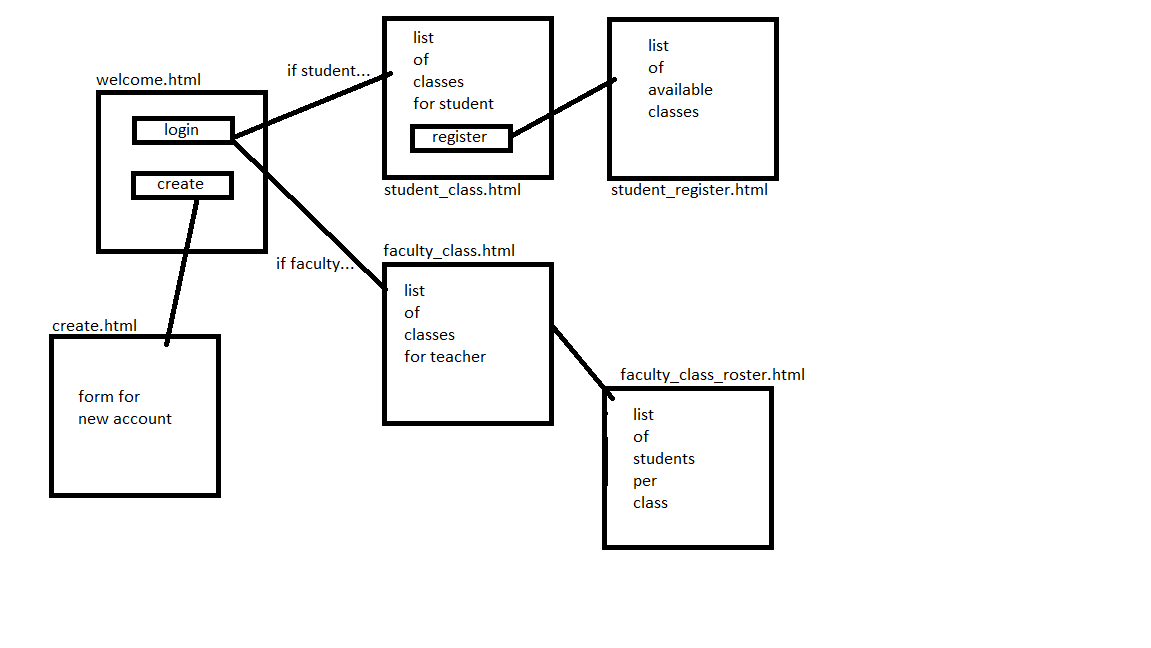 welcome.html
login
create
if student...
if faculty...
list
of
classes
for student
register
student_class.html
list
of
available
classes
student_register.html
create.html
form for
new account
faculty_class.html
list
of
classes
for teacher
faculty_class_roster.html
list
of
students
per
class